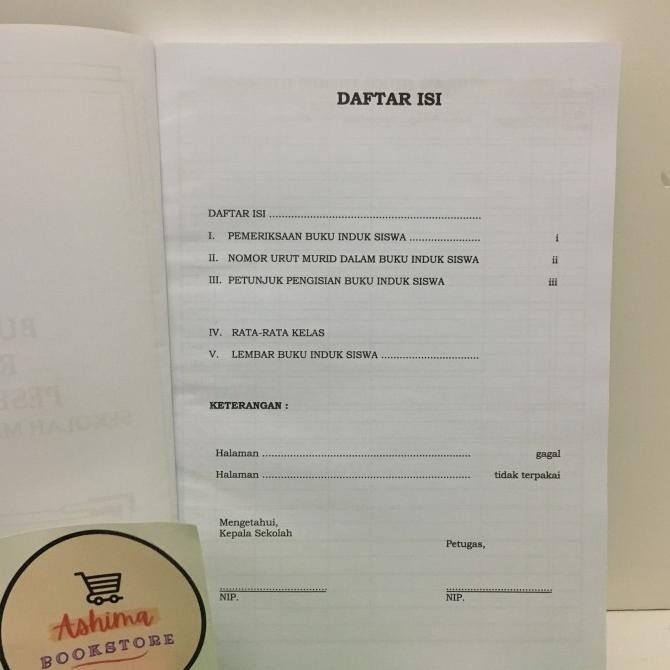 DAFTAR ISI
DAFTAR ISI ....................................................................
I. PEMERIKSAAN BUKU INDUK SISWA ....................... i
II. NOMOR URUT MURID DALAM BUKU INDUK SISWA ii
III. PETUNJUK PENGISIAN BUKU INDUK SISWA iii
IV. RATA-RATA KELAS
V. LEMBAR BUKU INDUK SISWA ...............................
KETERANGAN :
Halaman .................................................................. gagal
Halaman .................................................................. tidak terpakai
Mengetahui,
Kepala Sekolah
Petugas,
.................................. ..................................
NIP. NIP.
Ashima
BOOKSTORE